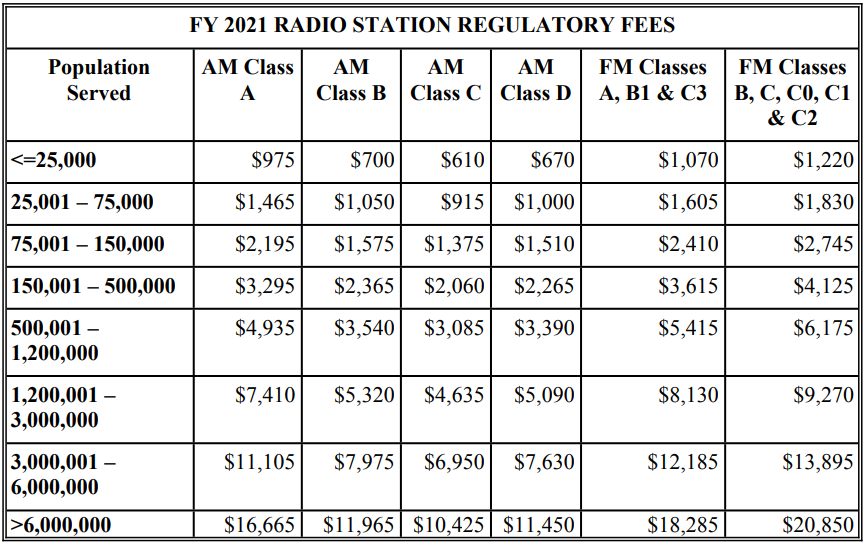 FY 2021 RADIO STATION REGULATORY FEES
Population Served AM Class A AM Class B AM Class C AM Class D FM Classes A, B1 & C3 FM Classes B, C, C0, C1 & C2
<=25,000 $975 $700 $610 $670 $1,070 $1,220
25,001 – 75,000 $1,465 $1,050 $915 $1,000 $1,605 $1,830
75,001 – 150,000 $2,195 $1,575 $1,375 $1,510 $2,410 $2,745
150,001 – 500,000 $3,295 $2,365 $2,060 $2,265 $3,615 $4,125
500,001 – 1,200,000 $4,935 $3,540 $3,085 $3,390 $5,415 $6,175
1,200,001 – 3,000,000 $7,410 $5,320 $4,635 $5,090 $8,130 $9,270
3,000,001 – 6,000,000 $11,105 $7,975 $6,950 $7,630 $12,185 $13,895
>6,000,000 $16,665 $11,965 $10,425 $11,450 $18,285 $20,850